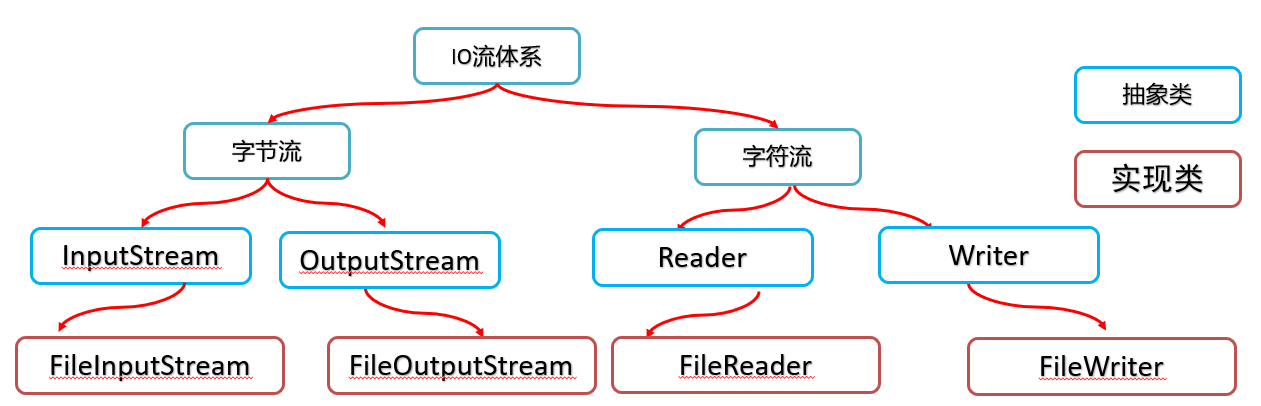 IO流体系
抽象类
字节流
字符流
实现类
InputStream
OutputStream
Reader
Writer
FileInputStream
FileOutputStream
FileReader
FileWriter